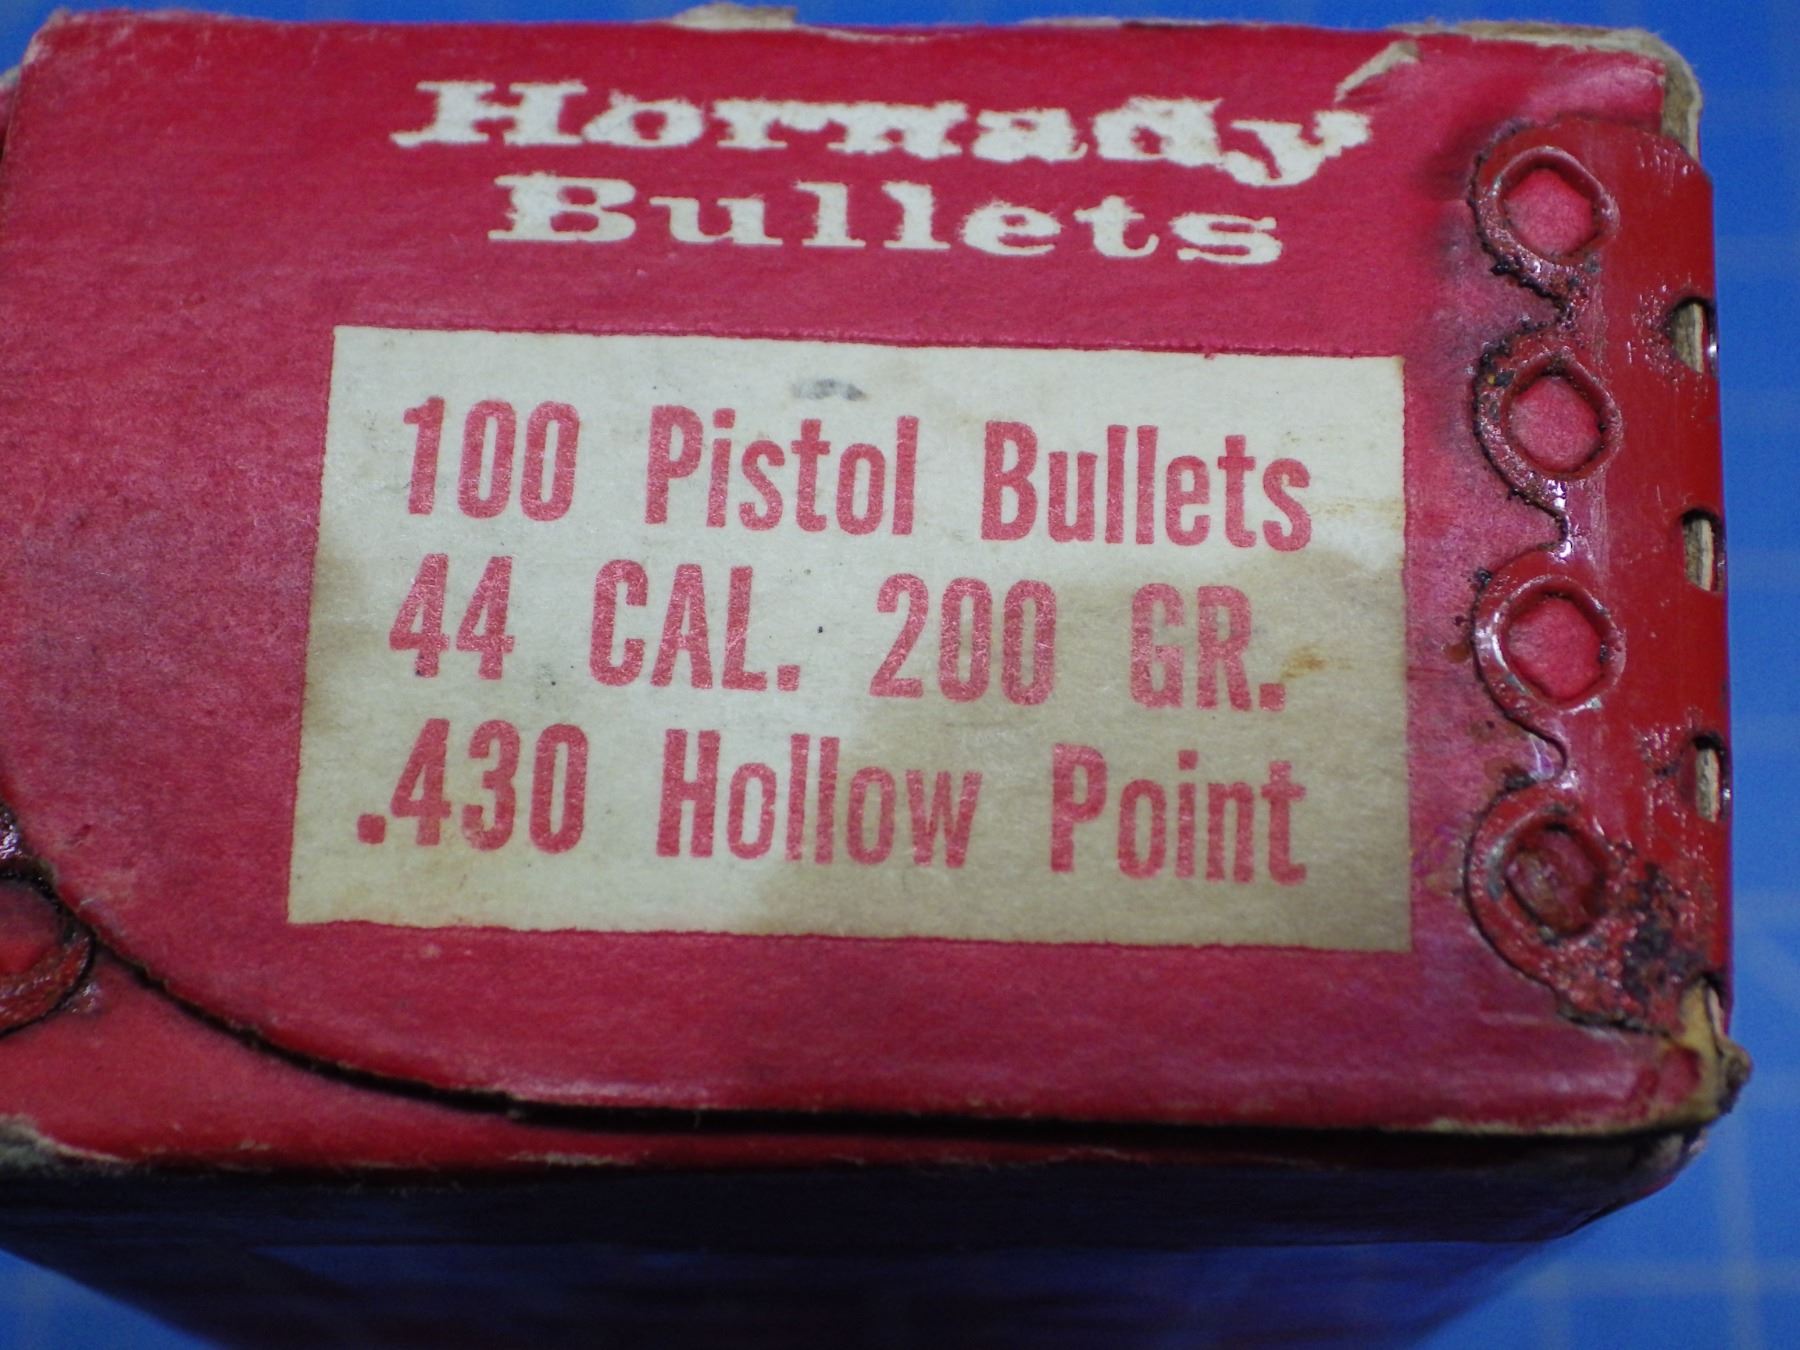 Hornady
Bullets
100 Pistol Bullets
44 CAL. 200 GR.
.430 Hollow Point